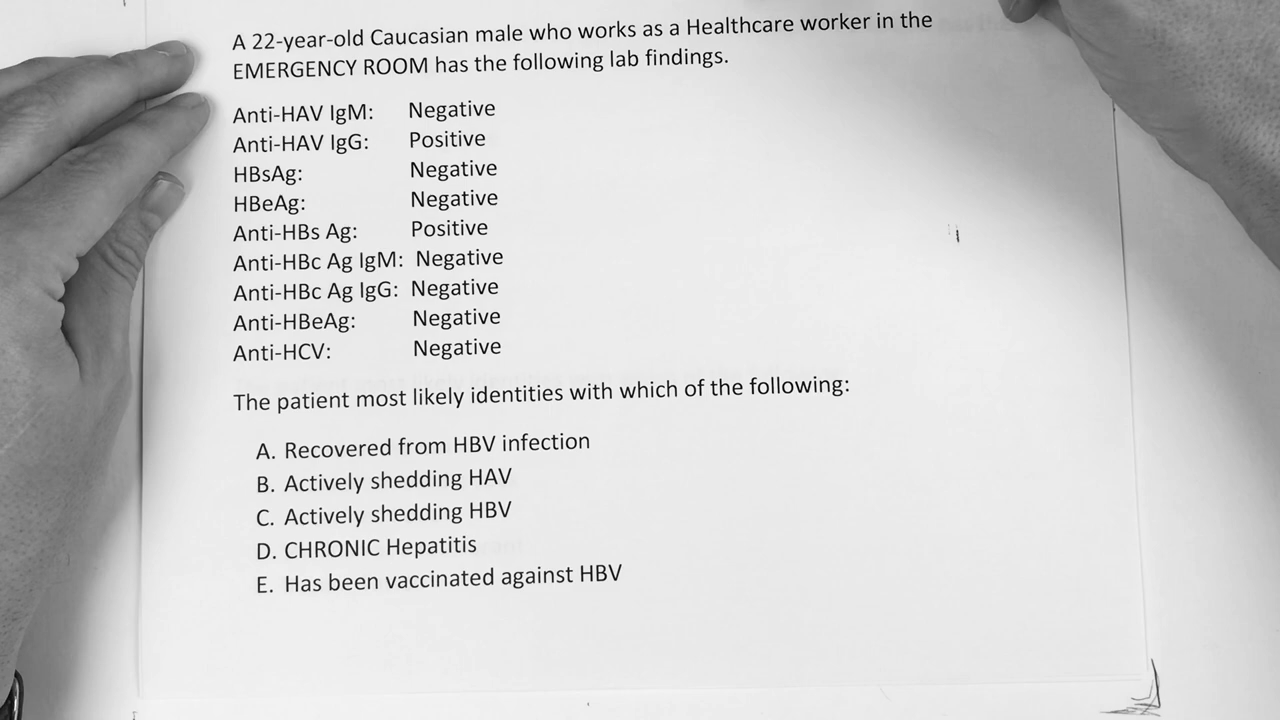 A 22-year-old Caucasian male who works as a Healthcare worker in the
EMERGENCY ROOM has the following lab findings.
Anti-HAV IgM: Negative
Anti-HAV IgG: Positive
HBsAg: Negative
HBeAg: Negative
Anti-HBs Ag: Positive
Anti-HBc Ag IgM: Negative
Anti-HBc Ag IgG: Negative
Anti-HBeAg: Negative
Anti-HCV: Negative
The patient most likely identities with which of the following:
A. Recovered from HBV infection
B. Actively shedding HAV
C. Actively shedding HBV
D. CHRONIC Hepatitis
E. Has been vaccinated against HBV